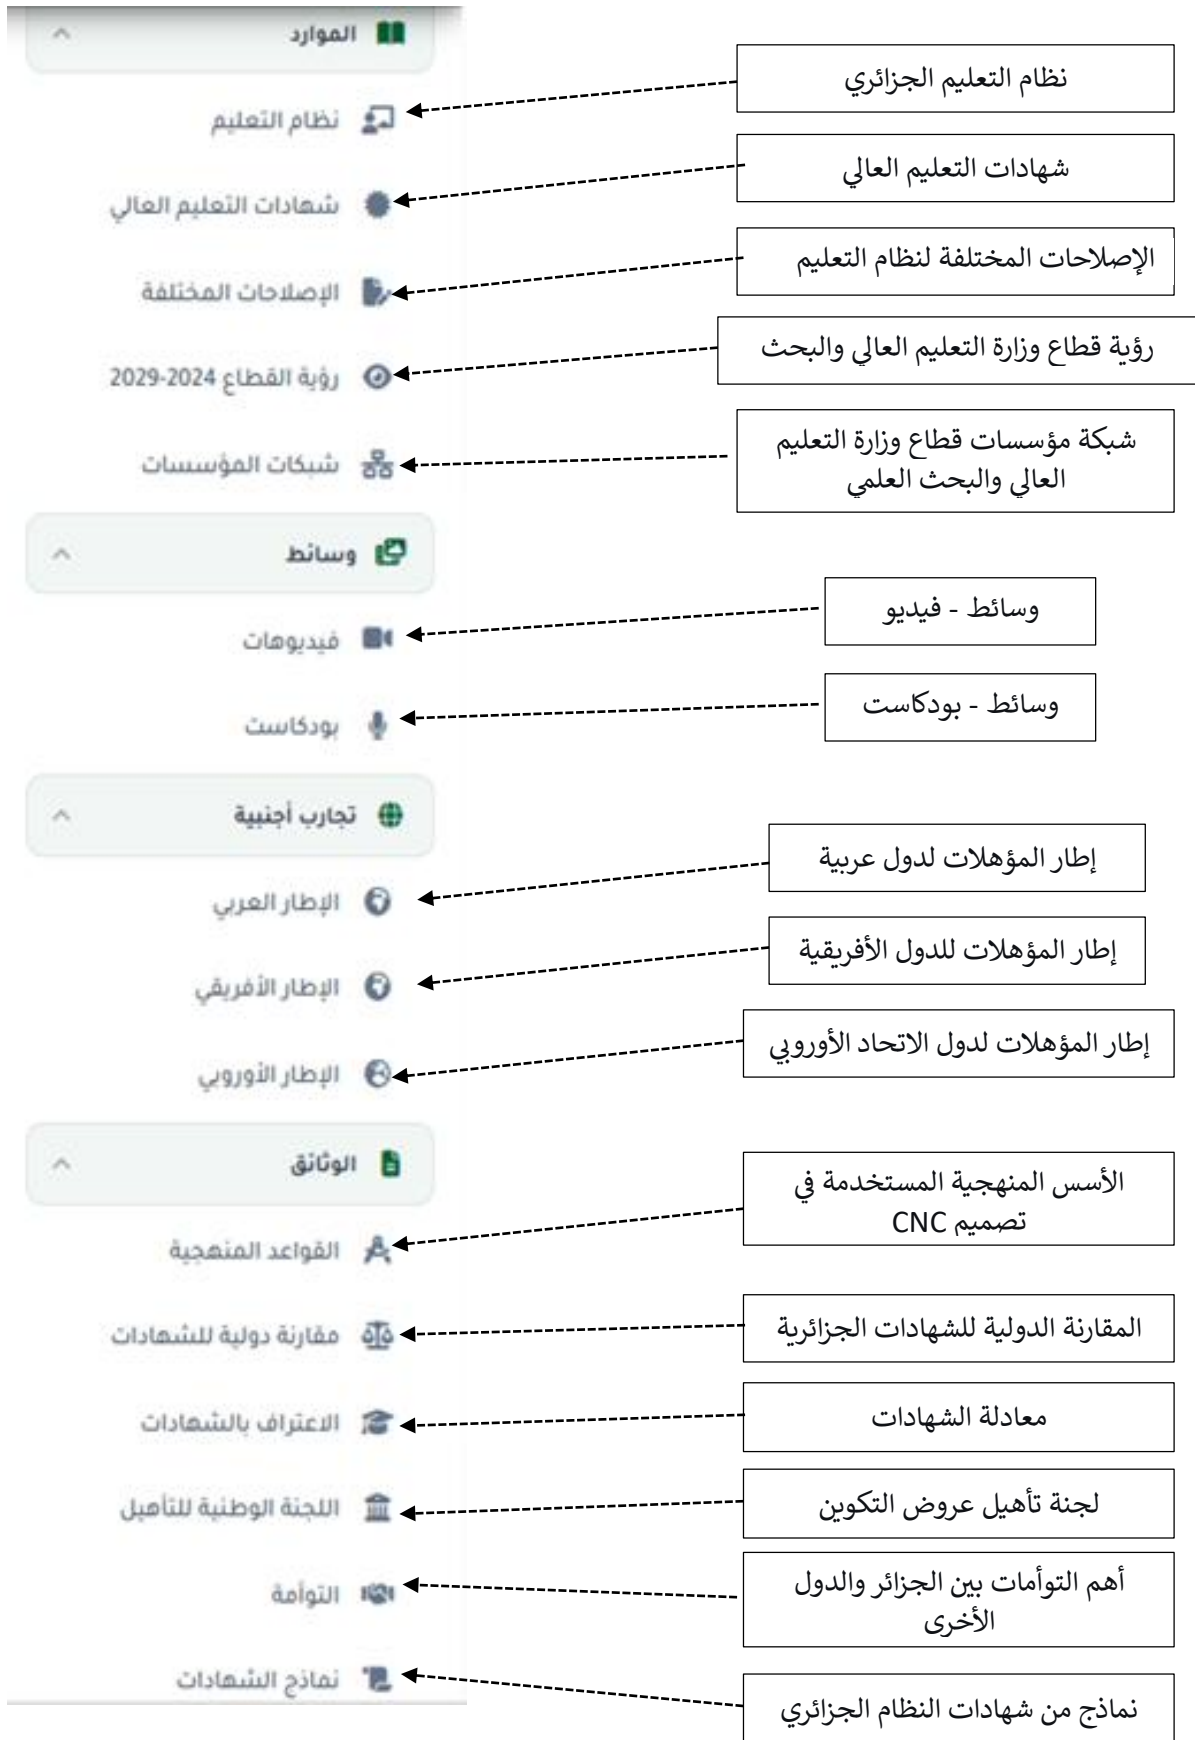 الموارد
نظام التعليم الجزائري
نظام التعليم
شهادات التعليم العالي
شهادات التعليم العالي
الإصلاحات المختلفة لنظام التعليم
الإصلاحات المختلفة
رؤية قطاع وزارة التعليم العالي والبحث
رؤية القطاع 2024-2029
شبكة مؤسسات قطاع وزارة التعليم
العالي والبحث العلمي
شبكات المؤسسات
وسائط
وسائط - فيديو
فيديوهات
وسائط - بودكاست
بودكاست
تجارب أجنبية
إطار المؤهلات لدول عربية
الإطار العربي
إطار المؤهلات للدول الأفريقية
الإطار الأفريقي
إطار المؤهلات لدول الاتحاد الأوروبي
الإطار الأوروبي
الوثائق
الأسس المنهجية المستخدمة في
تصميم CNC
القواعد المنهجية
المقارنة الدولية للشهادات الجزائرية
مقارنة دولية للشهادات
معادلة الشهادات
الاعتراف بالشهادات
لجنة تأهيل عروض التكوين
اللجنة الوطنية للتأهيل
أهم التوأمات بين الجزائر والدول
الأخرى
التوأمة
نماذج من شهادات النظام الجزائري
نماذج الشهادات